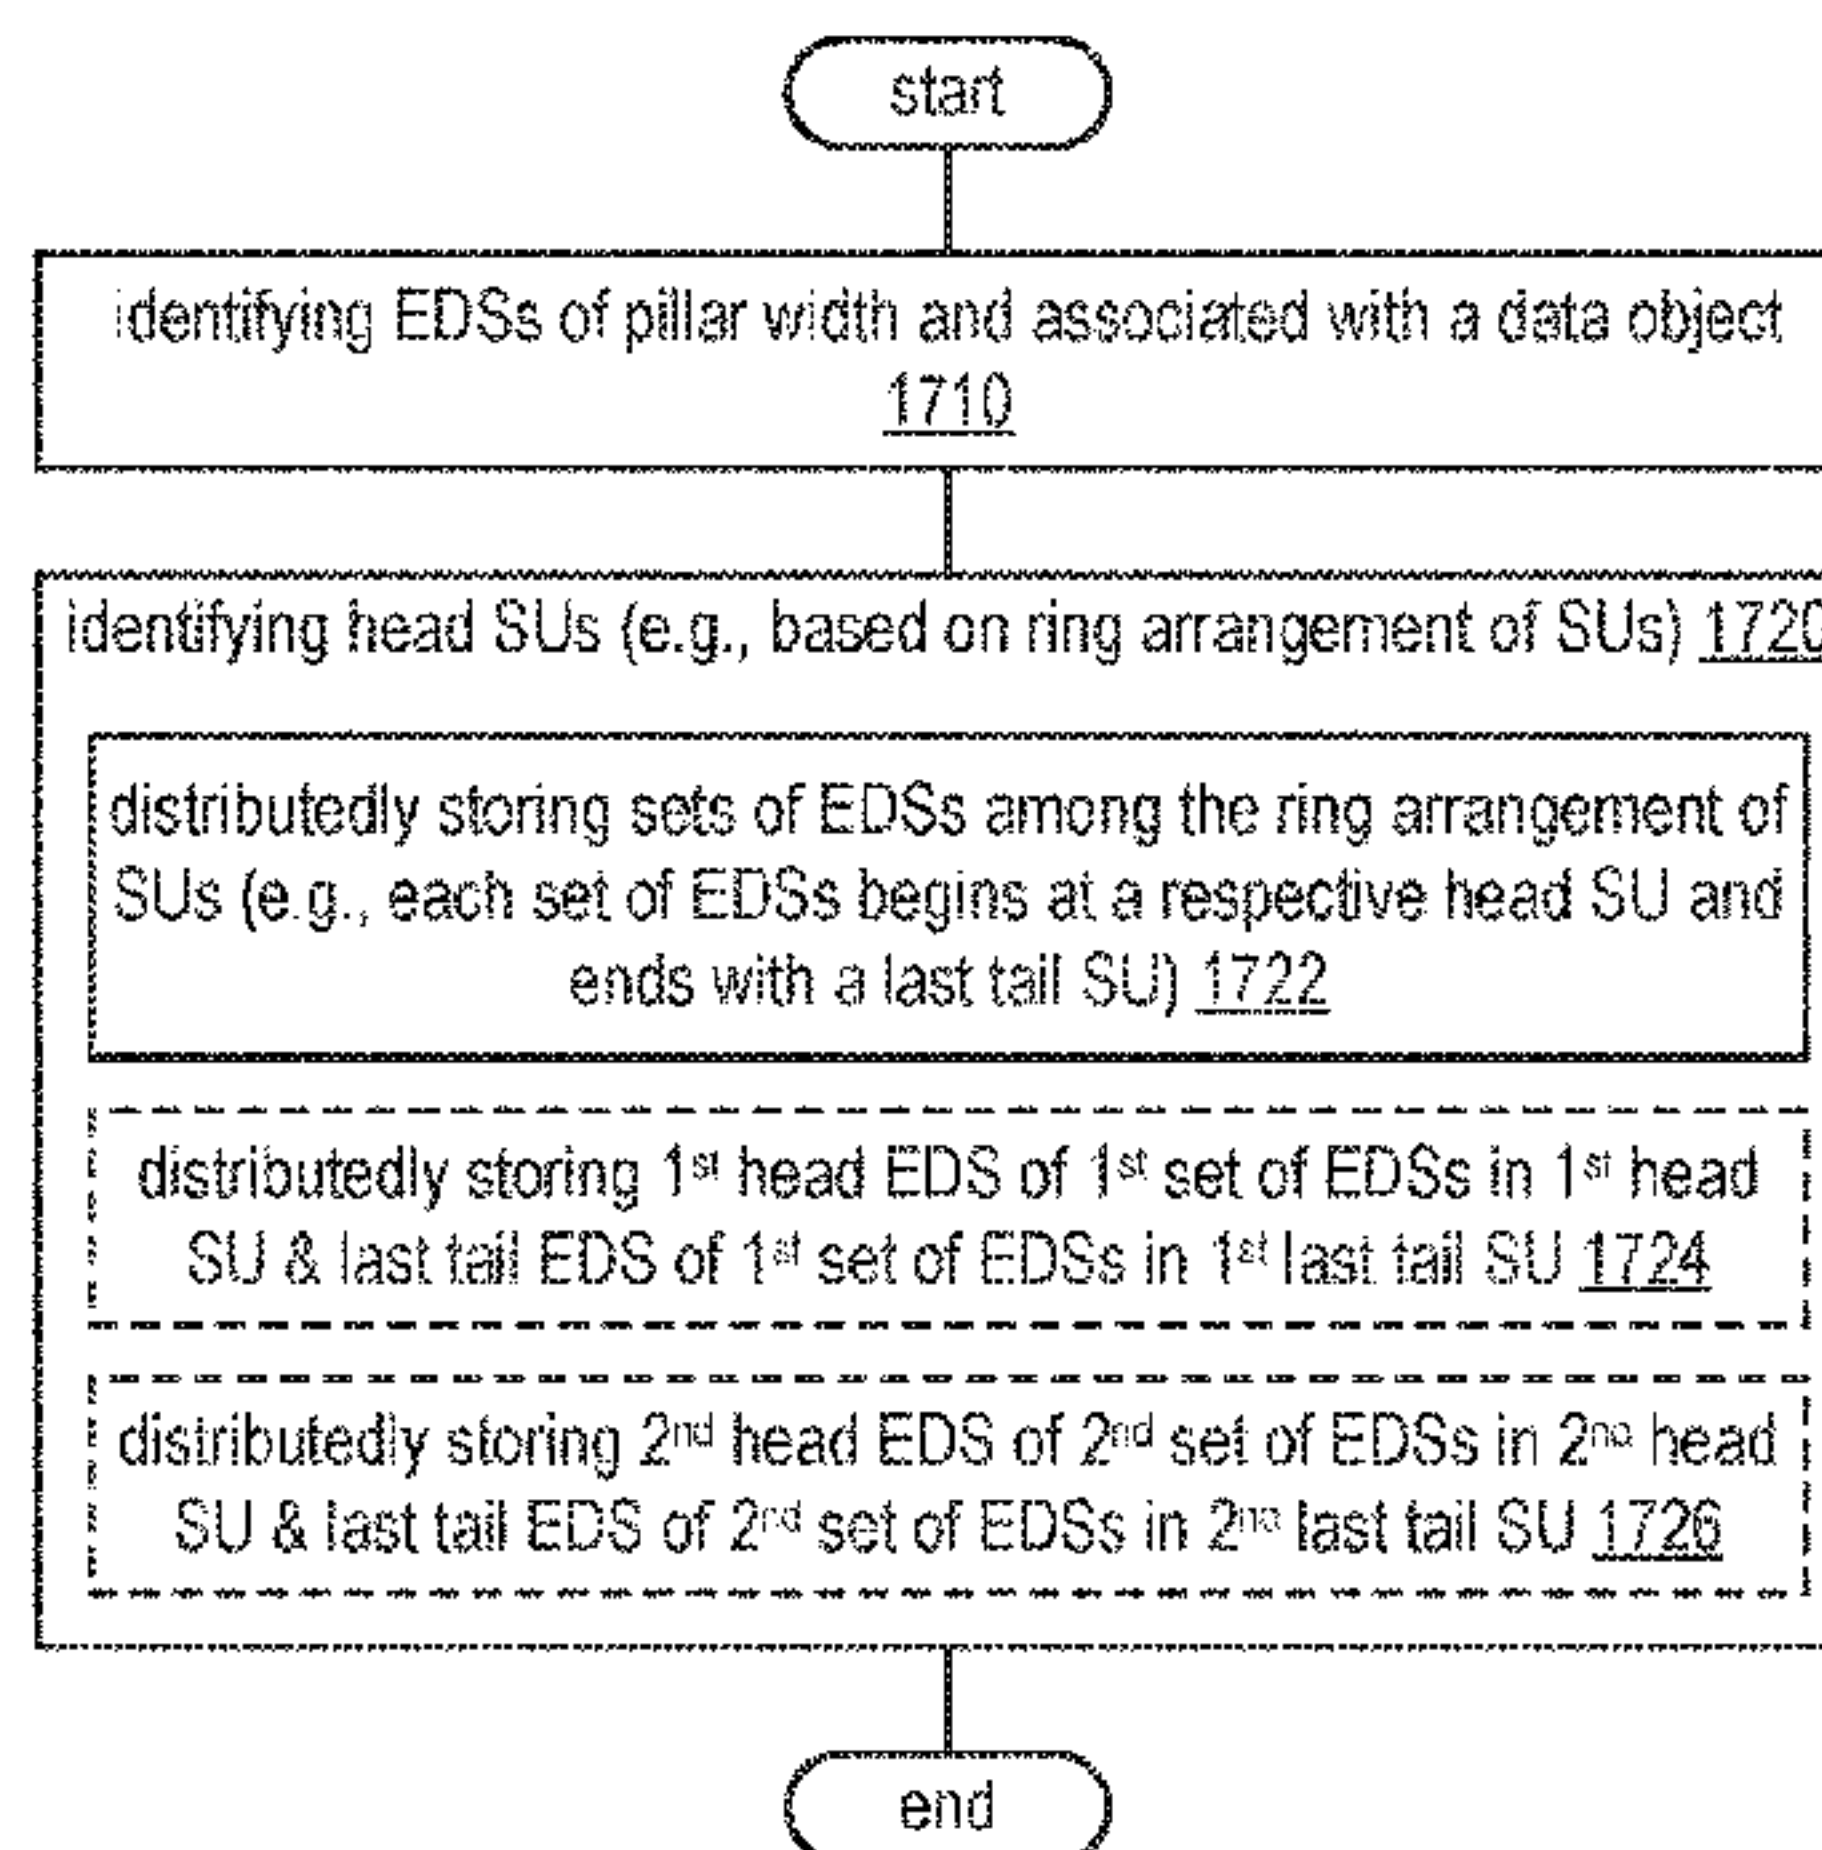 start
identifying EDSs of pillar width and associated with a data object
1710
identifying head SUs (e.g., based on ring arrangement of SUs) 1720
distributedly storing sets of EDSs among the ring arrangement of
SUs (e.g., each set of EDSs begins at a respective head SU and
ends with a last tail SU) 1722
distributedly storing 1st head EDS of 1st set of EDSs in 1st head
SU & last tail EDS of 1st set of EDSs in 1st last tail SU 1724
distributedly storing 2nd head EDS of 2nd set of EDSs in 2nd head
SU & last tail EDS of 2nd set of EDSs in 2nd last tail SU 1726
end